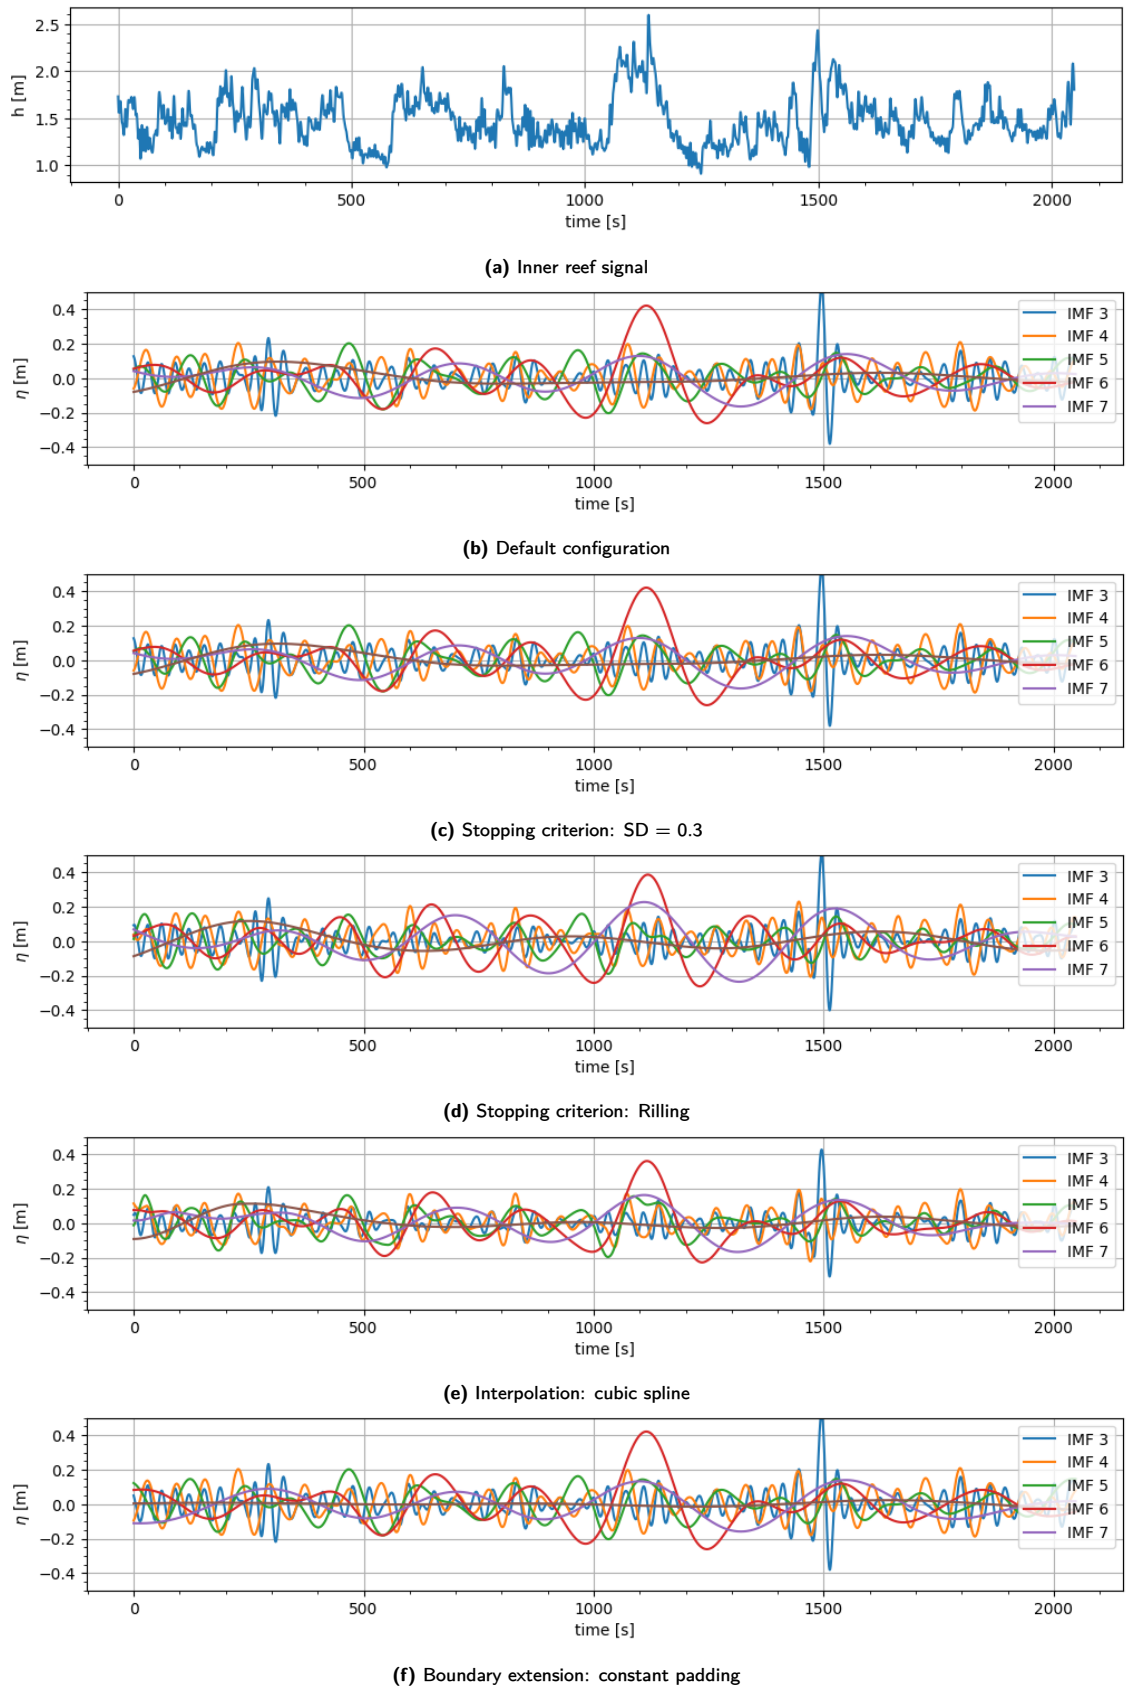 2.5
2.0
1.5
1.0
h [m]
0 500 1000 1500 2000
time [s]
(a) Inner reef signal
0.4
0.2
0.0
−0.2
−0.4
η [m]
IMF 3
IMF 4
IMF 5
IMF 6
IMF 7
0 500 1000 1500 2000
time [s]
(b) Default configuration
0.4
0.2
0.0
−0.2
−0.4
η [m]
IMF 3
IMF 4
IMF 5
IMF 6
IMF 7
0 500 1000 1500 2000
time [s]
(c) Stopping criterion: SD = 0.3
0.4
0.2
0.0
−0.2
−0.4
η [m]
IMF 3
IMF 4
IMF 5
IMF 6
IMF 7
0 500 1000 1500 2000
time [s]
(d) Stopping criterion: Rilling
0.4
0.2
0.0
−0.2
−0.4
η [m]
IMF 3
IMF 4
IMF 5
IMF 6
IMF 7
0 500 1000 1500 2000
time [s]
(e) Interpolation: cubic spline
0.4
0.2
0.0
−0.2
−0.4
η [m]
IMF 3
IMF 4
IMF 5
IMF 6
IMF 7
0 500 1000 1500 2000
time [s]
(f) Boundary extension: constant padding